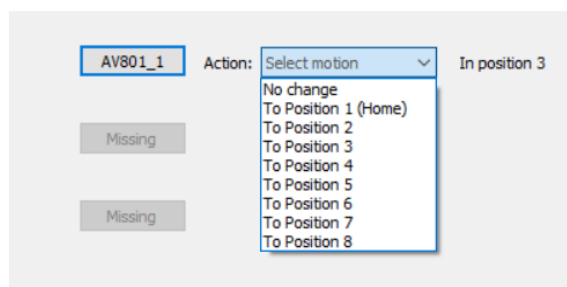 AV801_1 Action: Select motion In position 3
No change
To Position 1 (Home)
To Position 2
Missing To Position 3
To Position 4
To Position 5
To Position 6
Missing To Position 7
To Position 8